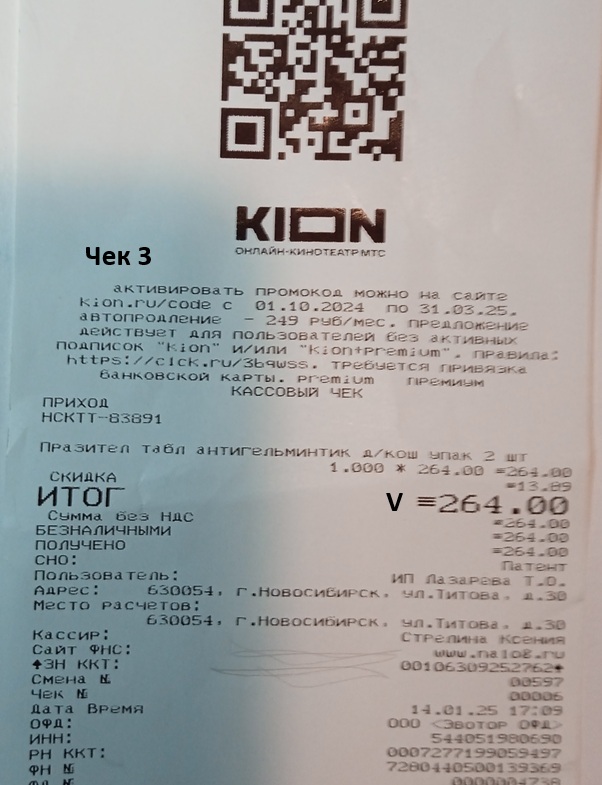 KION
ОНЛАЙН-КИНОТЕАТР МТС
Чек 3
активировать промокод можно на сайте
kion.ru/code с 01.10.2024 по 31.03.25.
автопродление - 249 руб/мес. предложение
действует для пользователей без активных
подписок "kion" и/или "kion+premium". правила:
https://clck.ru/3bqwss. требуется привязка
банковской карты. premium премиум
КАССОВЫЙ ЧЕК
ПРИХОД
НСКТТ-83891
Празител табл антигельминтик д/кош упак 2 шт
1.000 * 264.00 =264.00
СКИДКА =13.89
ИТОГ V =264.00
Сумма без НДС =264.00
БЕЗНАЛИЧНЫМИ =264.00
ПОЛУЧЕНО =264.00
СНО: Патент
Пользователь: ИП Лазарева Т.О.
Адрес: 630054, г.Новосибирск, ул.Титова, д.30
Место расчетов:
630054, г.Новосибирск, ул.Титова, д.30
Кассир: Стрелина Ксения
Сайт ФНС: www.nalog.ru
ЗН ККТ: 00106309252762
Смена № 00597
Чек № 00006
Дата Время 14.01.25 17:09
ОФД: ООО <Эвотор ОФД>
ИНН: 544051980690
РН ККТ: 0007277199059497
ФН № 7280440500139369
ФД № 0000004738